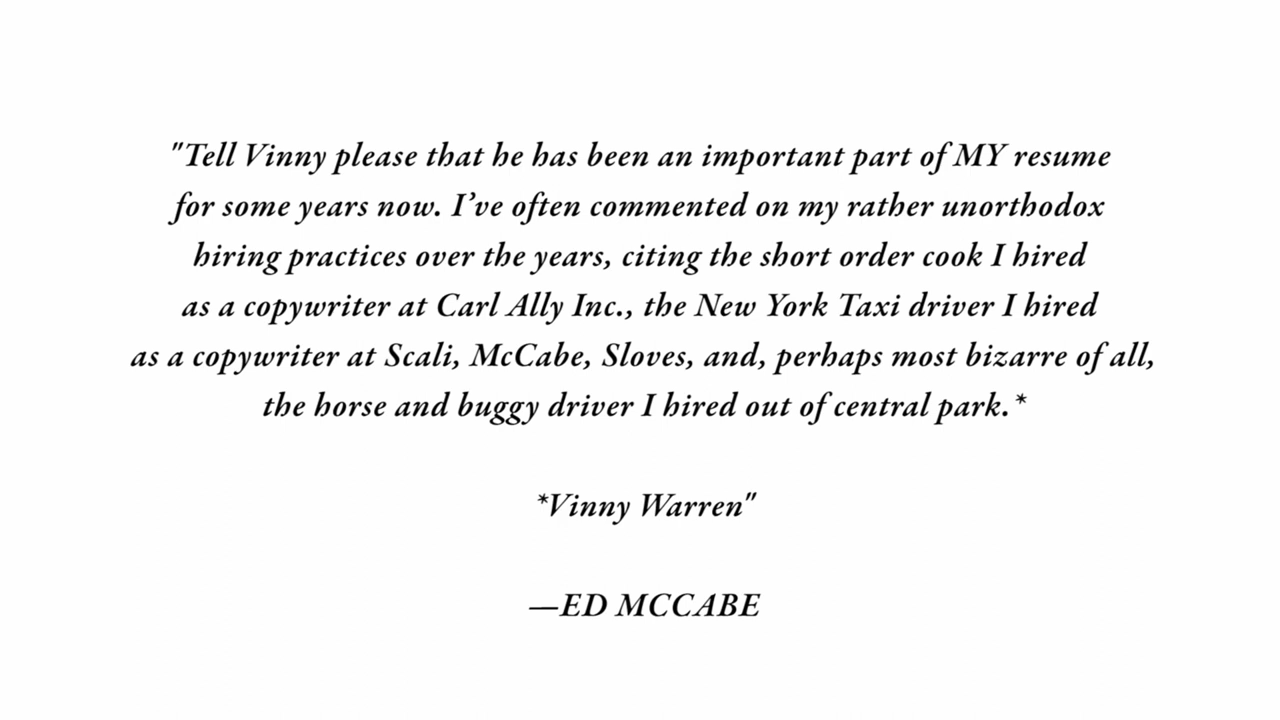 "Tell Vinny please that he has been an important part of MY resume
for some years now. I’ve often commented on my rather unorthodox
hiring practices over the years, citing the short order cook I hired
as a copywriter at Carl Ally Inc., the New York Taxi driver I hired
as a copywriter at Scali, McCabe, Sloves, and, perhaps most bizarre of all,
the horse and buggy driver I hired out of central park.*
*Vinny Warren"
—ED MCCABE